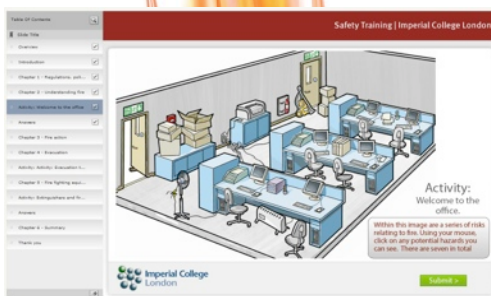 Table Of Contents
Slide Title
Overview
Introduction
Chapter 1 - Regulations, poli...
Chapter 2 - Understanding fire
Activity: Welcome to the office
Answers
Chapter 3 - Fire action
Chapter 4 - Evacuation
Activity: Activity: Evacuation t...
Chapter 5 - Fire fighting equi...
Activity: Extinguishers and fir...
Answers
Chapter 6 - Summary
Thank you
Safety Training | Imperial College London
Activity:
Welcome to the
office.
Within this image are a series of risks
relating to fire. Using your mouse,
click on any potential hazards you
can see. There are seven in total
Imperial College
London
Submit >